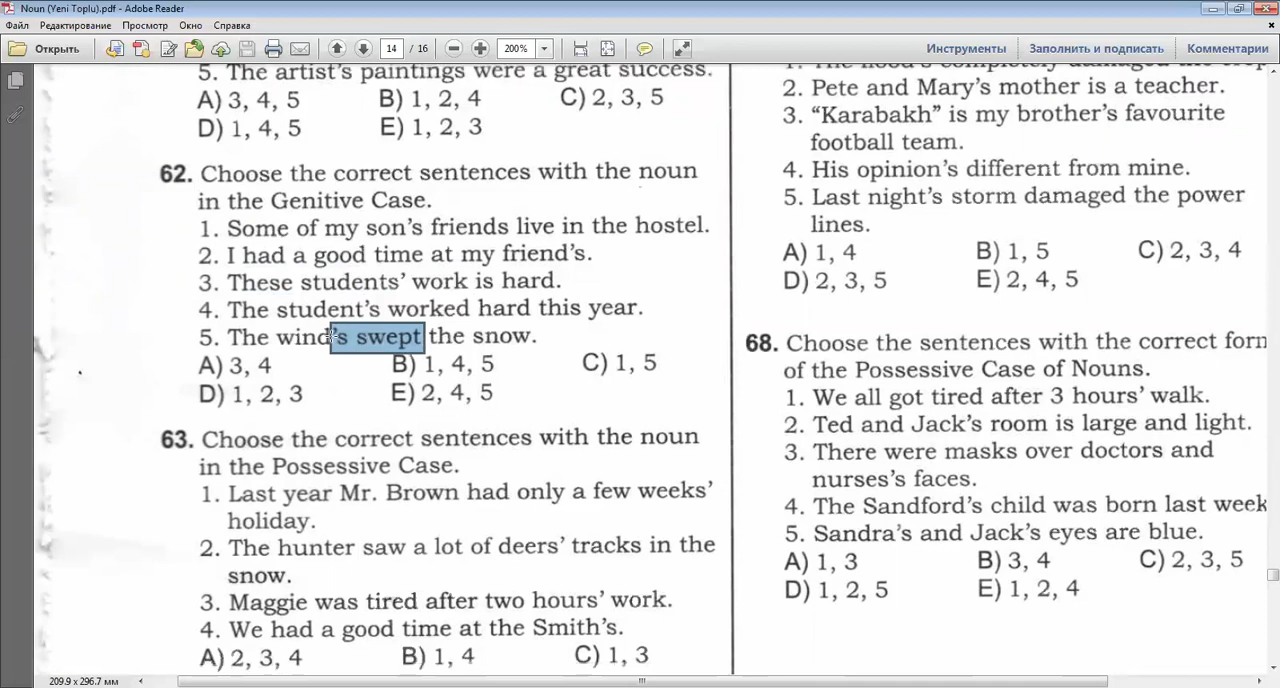 Noun (Yeni Toplu).pdf - Adobe Reader
Файл Редактирование Просмотр Окно Справка
Открыть 14 / 16 200% Инструменты Заполнить и подписать Комментарии
5. The artist's paintings were a great success.
A) 3, 4, 5 B) 1, 2, 4 C) 2, 3, 5
D) 1, 4, 5 E) 1, 2, 3
62. Choose the correct sentences with the noun
in the Genitive Case.
1. Some of my son's friends live in the hostel.
2. I had a good time at my friend's.
3. These students' work is hard.
4. The student's worked hard this year.
5. The wind's swept the snow.
A) 3, 4 B) 1, 4, 5 C) 1, 5
D) 1, 2, 3 E) 2, 4, 5
63. Choose the correct sentences with the noun
in the Possessive Case.
1. Last year Mr. Brown had only a few weeks'
holiday.
2. The hunter saw a lot of deers' tracks in the
snow.
3. Maggie was tired after two hours' work.
4. We had a good time at the Smith's.
A) 2, 3, 4 B) 1, 4 C) 1, 3
2. Pete and Mary's mother is a teacher.
3. “Karabakh” is my brother's favourite
football team.
4. His opinion's different from mine.
5. Last night's storm damaged the power
lines.
A) 1, 4 B) 1, 5 C) 2, 3, 4
D) 2, 3, 5 E) 2, 4, 5
68. Choose the sentences with the correct form
of the Possessive Case of Nouns.
1. We all got tired after 3 hours' walk.
2. Ted and Jack's room is large and light.
3. There were masks over doctors and
nurses's faces.
4. The Sandford's child was born last week
5. Sandra's and Jack's eyes are blue.
A) 1, 3 B) 3, 4 C) 2, 3, 5
D) 1, 2, 5 E) 1, 2, 4
209.9 x 296.7 мм